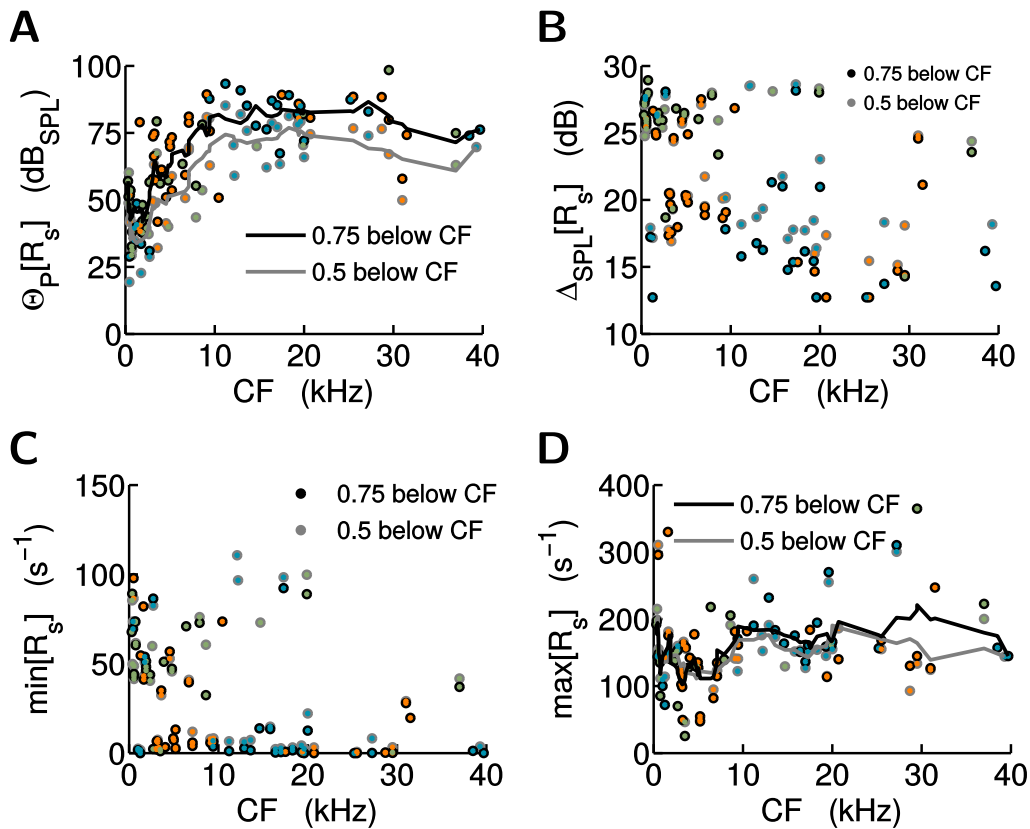 A
100
75
50
25
0
Θ_P[R_s] (dB_SPL)
0.75 below CF
0.5 below CF
0 10 20 30 40
CF (kHz)
B
30
25
20
15
10
Δ_SPL[R_s] (dB)
0.75 below CF
0.5 below CF
0 10 20 30 40
CF (kHz)
C
150
100
50
0
min[R_s] (s⁻¹)
0.75 below CF
0.5 below CF
0 10 20 30 40
CF (kHz)
D
400
300
200
100
0
max[R_s] (s⁻¹)
0.75 below CF
0.5 below CF
0 10 20 30 40
CF (kHz)